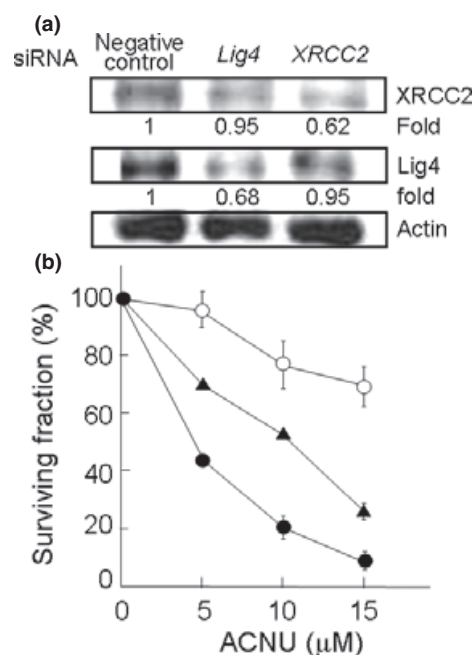 (a)
siRNA Negative control Lig4 XRCC2
XRCC2
1 0.95 0.62 Fold
Lig4
1 0.68 0.95 fold
Actin
(b)
Surviving fraction (%)
100
80
60
40
20
0
0 5 10 15
ACNU (μM)